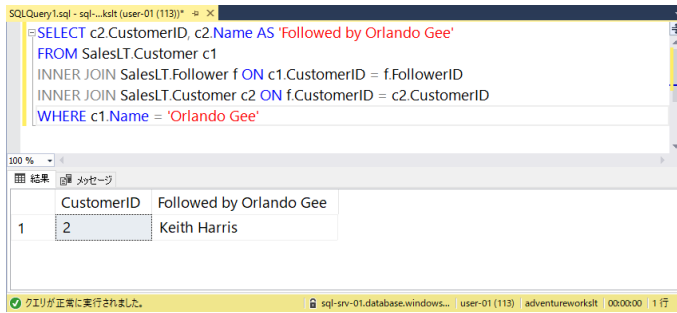 SQLQuery1.sql - sql-...kslt (user-01 (113))*
SELECT c2.CustomerID, c2.Name AS 'Followed by Orlando Gee'
FROM SalesLT.Customer c1
INNER JOIN SalesLT.Follower f ON c1.CustomerID = f.FollowerID
INNER JOIN SalesLT.Customer c2 ON f.CustomerID = c2.CustomerID
WHERE c1.Name = 'Orlando Gee'
100 %
結果 メッセージ
CustomerID Followed by Orlando Gee
1 2 Keith Harris
クエリが正常に実行されました。 sql-srv-01.database.windows... user-01 (113) adventureworkslt 00:00:00 1 行